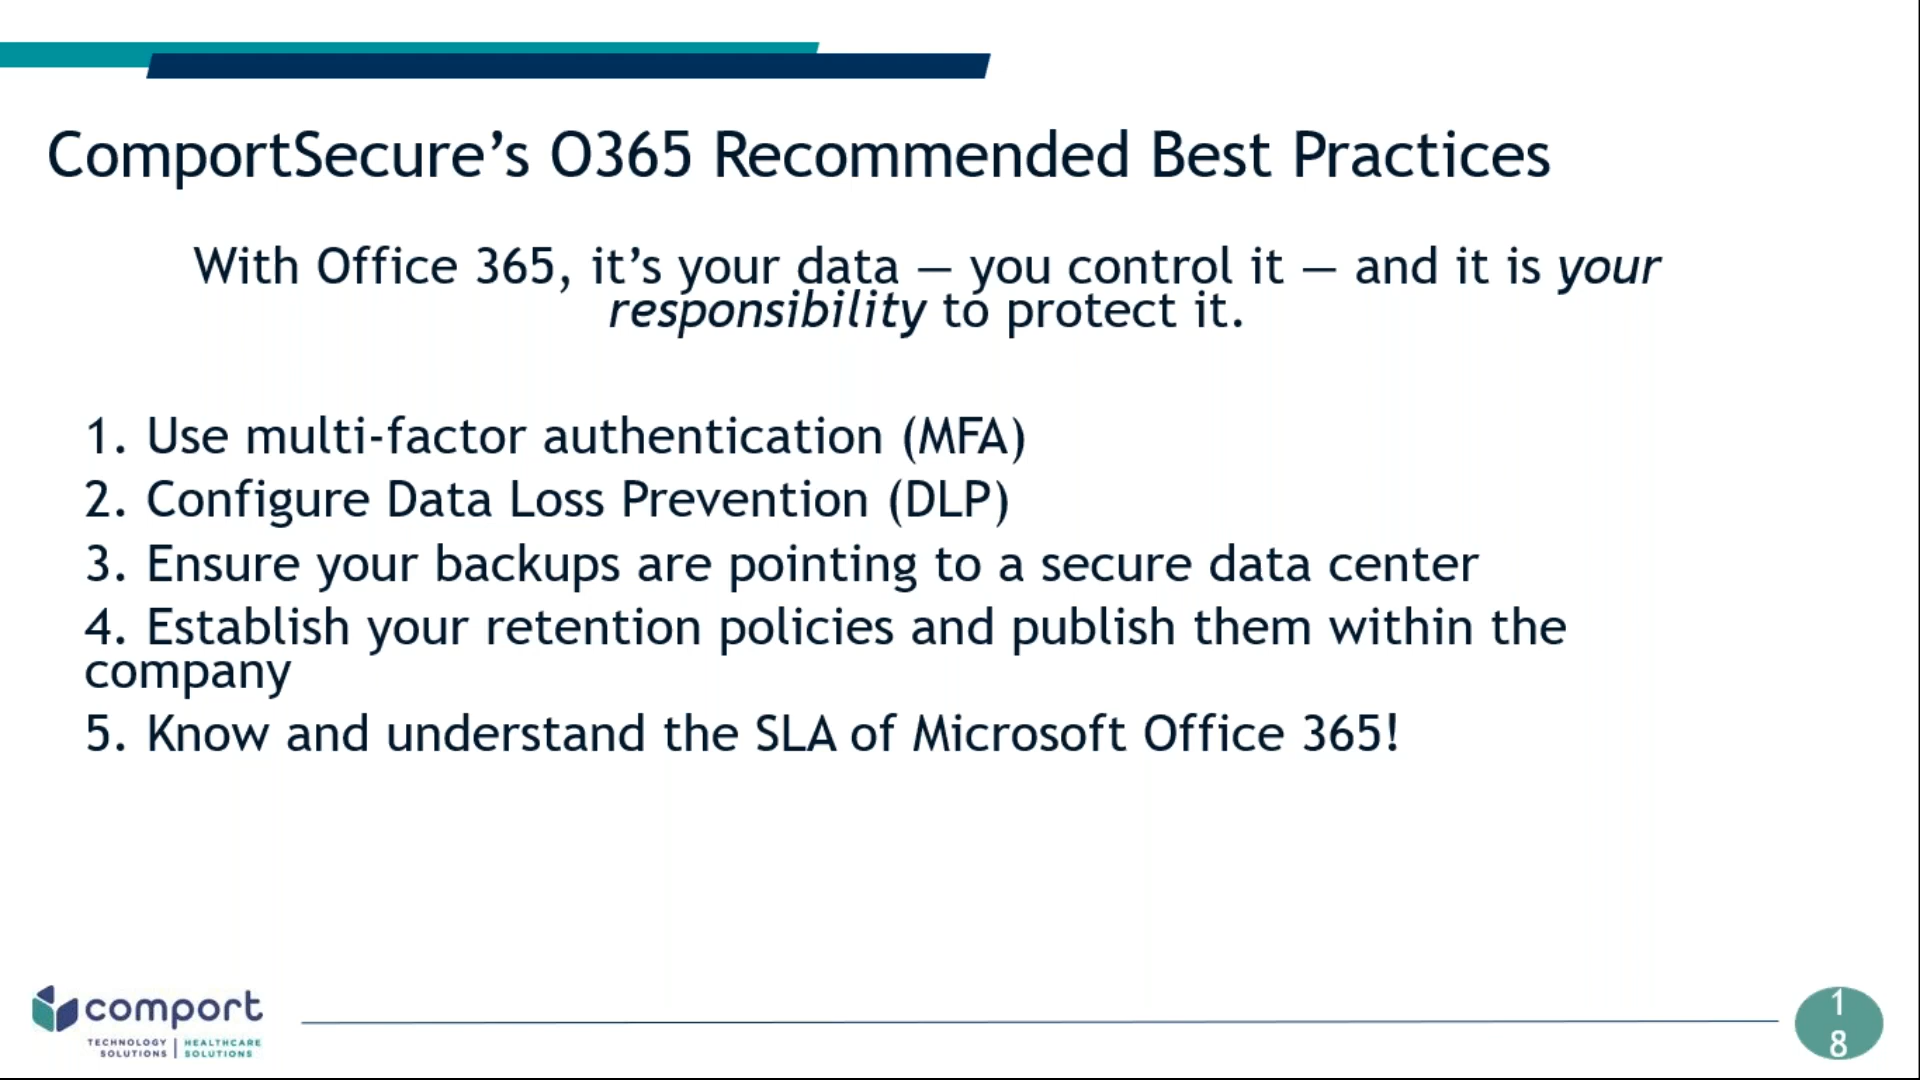 ComportSecure’s O365 Recommended Best Practices
With Office 365, it’s your data — you control it — and it is your
responsibility to protect it.
1. Use multi-factor authentication (MFA)
2. Configure Data Loss Prevention (DLP)
3. Ensure your backups are pointing to a secure data center
4. Establish your retention policies and publish them within the
company
5. Know and understand the SLA of Microsoft Office 365!
comport
TECHNOLOGY SOLUTIONS | HEALTHCARE SOLUTIONS
1
8